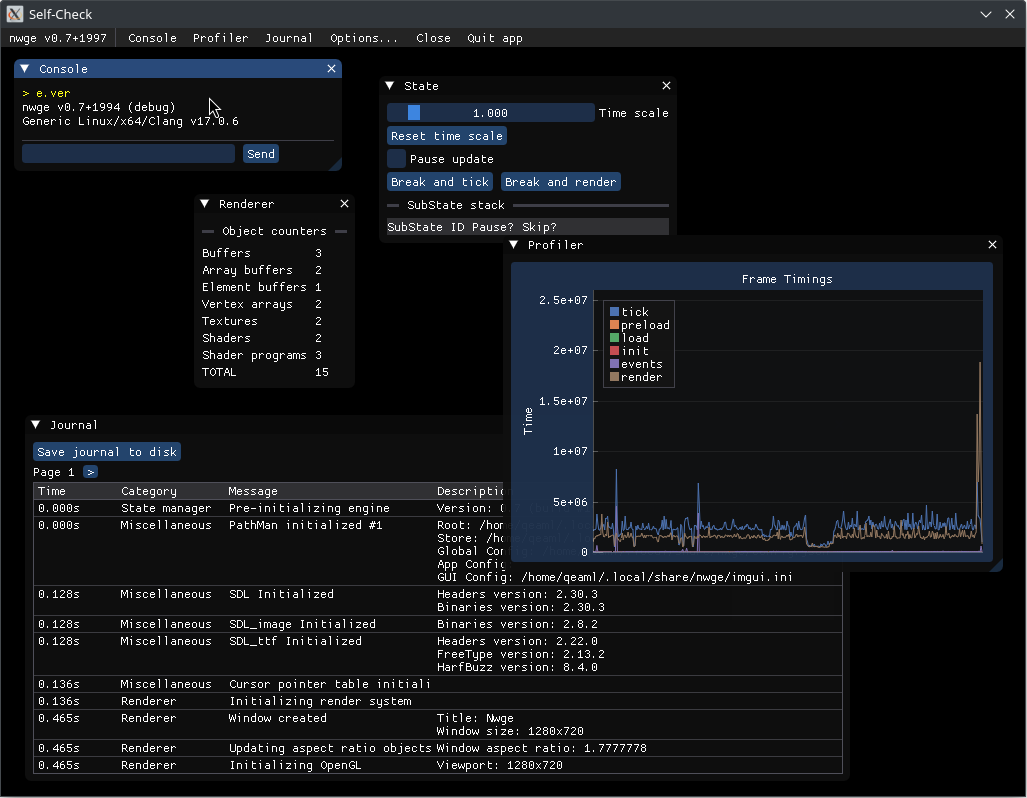 Self-Check
nwge v0.7+1997 Console Profiler Journal Options... Close Quit app
Console
> e.ver
nwge v0.7+1994 (debug)
Generic Linux/x64/Clang v17.0.6
Send
State
1.000 Time scale
Reset time scale
Pause update
Break and tick Break and render
SubState stack
SubState ID Pause? Skip?
Renderer
Object counters
Buffers 3
Array buffers 2
Element buffers 1
Vertex arrays 2
Textures 2
Shaders 2
Shader programs 3
TOTAL 15
Profiler
Frame Timings
2.5e+07
2e+07
1.5e+07
1e+07
5e+06
0
Time
tick
preload
load
init
events
render
Journal
Save journal to disk
Page 1 >
Time Category Message
0.000s State manager Pre-initializing engine Version:
0.000s Miscellaneous PathMan initialized #1 Root:
Store:
Global
App Config
GUI Config: /home/qeaml/.local/share/nwge/imgui.ini
0.128s Miscellaneous SDL Initialized Headers version: 2.30.3
Binaries version: 2.30.3
0.128s Miscellaneous SDL_image Initialized Binaries version: 2.8.2
0.128s Miscellaneous SDL_ttf Initialized Headers version: 2.22.0
FreeType version: 2.13.2
HarfBuzz version: 8.4.0
0.136s Miscellaneous Cursor pointer table initiali
0.136s Renderer Initializing render system
0.465s Renderer Window created Title: Nwge
Window size: 1280x720
0.465s Renderer Updating aspect ratio objects Window aspect ratio: 1.7777778
0.465s Renderer Initializing OpenGL Viewport: 1280x720